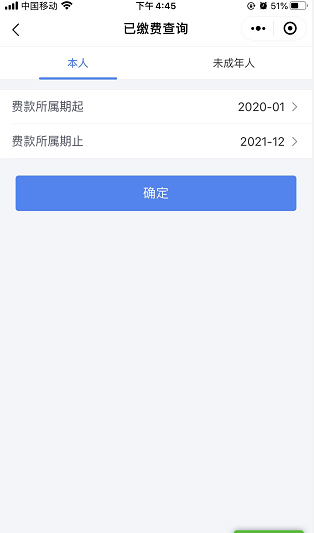 中国移动 下午4:45 51%
已缴费查询
本人 未成年人
费款所属期起 2020-01
费款所属期止 2021-12
确定